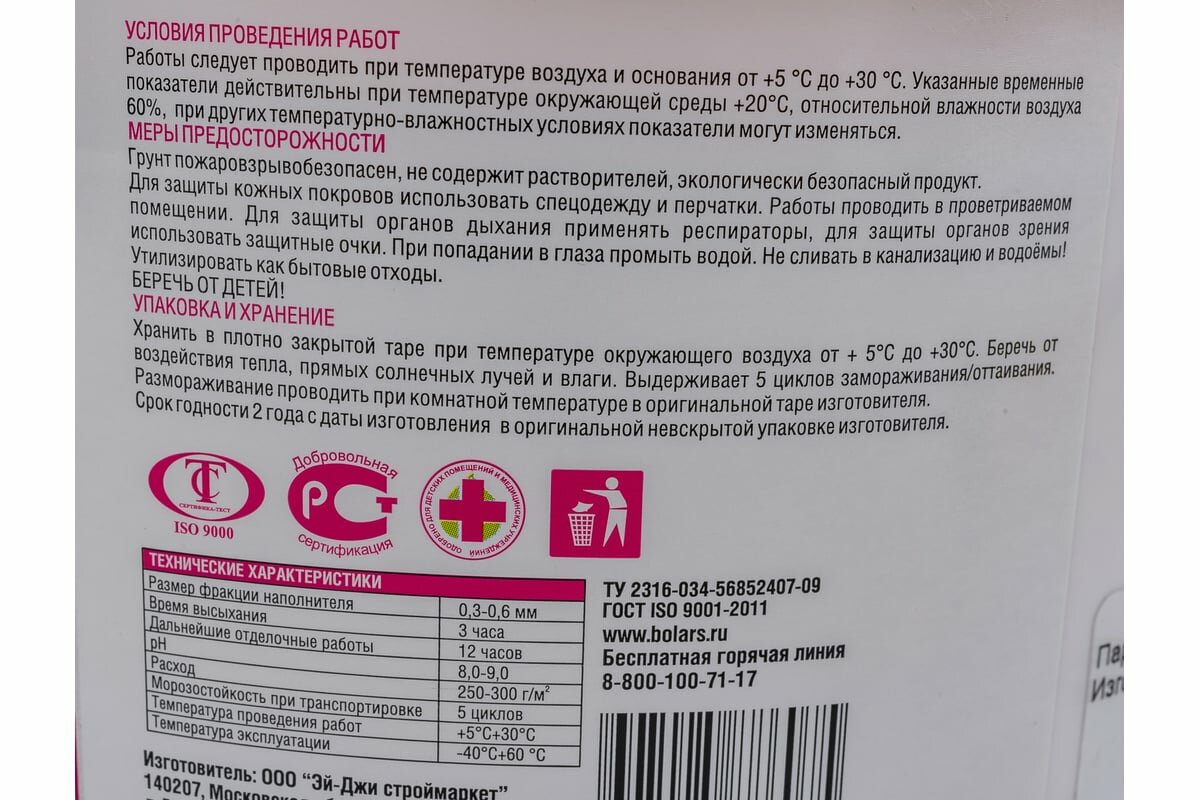 УСЛОВИЯ ПРОВЕДЕНИЯ РАБОТ
Работы следует проводить при температуре воздуха и основания от +5 °C до +30 °C. Указанные временные
показатели действительны при температуре окружающей среды +20°C, относительной влажности воздуха
60%, при других температурно-влажностных условиях показатели могут изменяться.
МЕРЫ ПРЕДОСТОРОЖНОСТИ
Грунт пожаровзрывобезопасен, не содержит растворителей, экологически безопасный продукт.
Для защиты кожных покровов использовать спецодежду и перчатки. Работы проводить в проветриваемом
помещении. Для защиты органов дыхания применять респираторы, для защиты органов зрения
использовать защитные очки. При попадании в глаза промыть водой. Не сливать в канализацию и водоёмы!
Утилизировать как бытовые отходы.
БЕРЕЧЬ ОТ ДЕТЕЙ!
УПАКОВКА И ХРАНЕНИЕ
Хранить в плотно закрытой таре при температуре окружающего воздуха от + 5°C до +30°C. Беречь от
воздействия тепла, прямых солнечных лучей и влаги. Выдерживает 5 циклов замораживания/оттаивания.
Размораживание проводить при комнатной температуре в оригинальной таре изготовителя.
Срок годности 2 года с даты изготовления в оригинальной невскрытой упаковке изготовителя.
СЕРТИФИКА-ТЕСТ
ISO 9000
Добровольная
РСТ
сертификация
ОДОБРЕНО ДЛЯ ДЕТСКИХ ПОМЕЩЕНИЙ И МЕДИЦИНСКИХ УЧРЕЖДЕНИЙ
ТЕХНИЧЕСКИЕ ХАРАКТЕРИСТИКИ
Размер фракции наполнителя 0,3-0,6 мм
Время высыхания 3 часа
Дальнейшие отделочные работы 12 часов
pH 8,0-9,0
Расход 250-300 г/м²
Морозостойкость при транспортировке 5 циклов
Температура проведения работ +5°C+30°C
Температура эксплуатации -40°C+60 °C
ТУ 2316-034-56852407-09
ГОСТ ISO 9001-2011
www.bolars.ru
Бесплатная горячая линия
8-800-100-71-17
Изготовитель: ООО "Эй-Джи строймаркет"
140207,